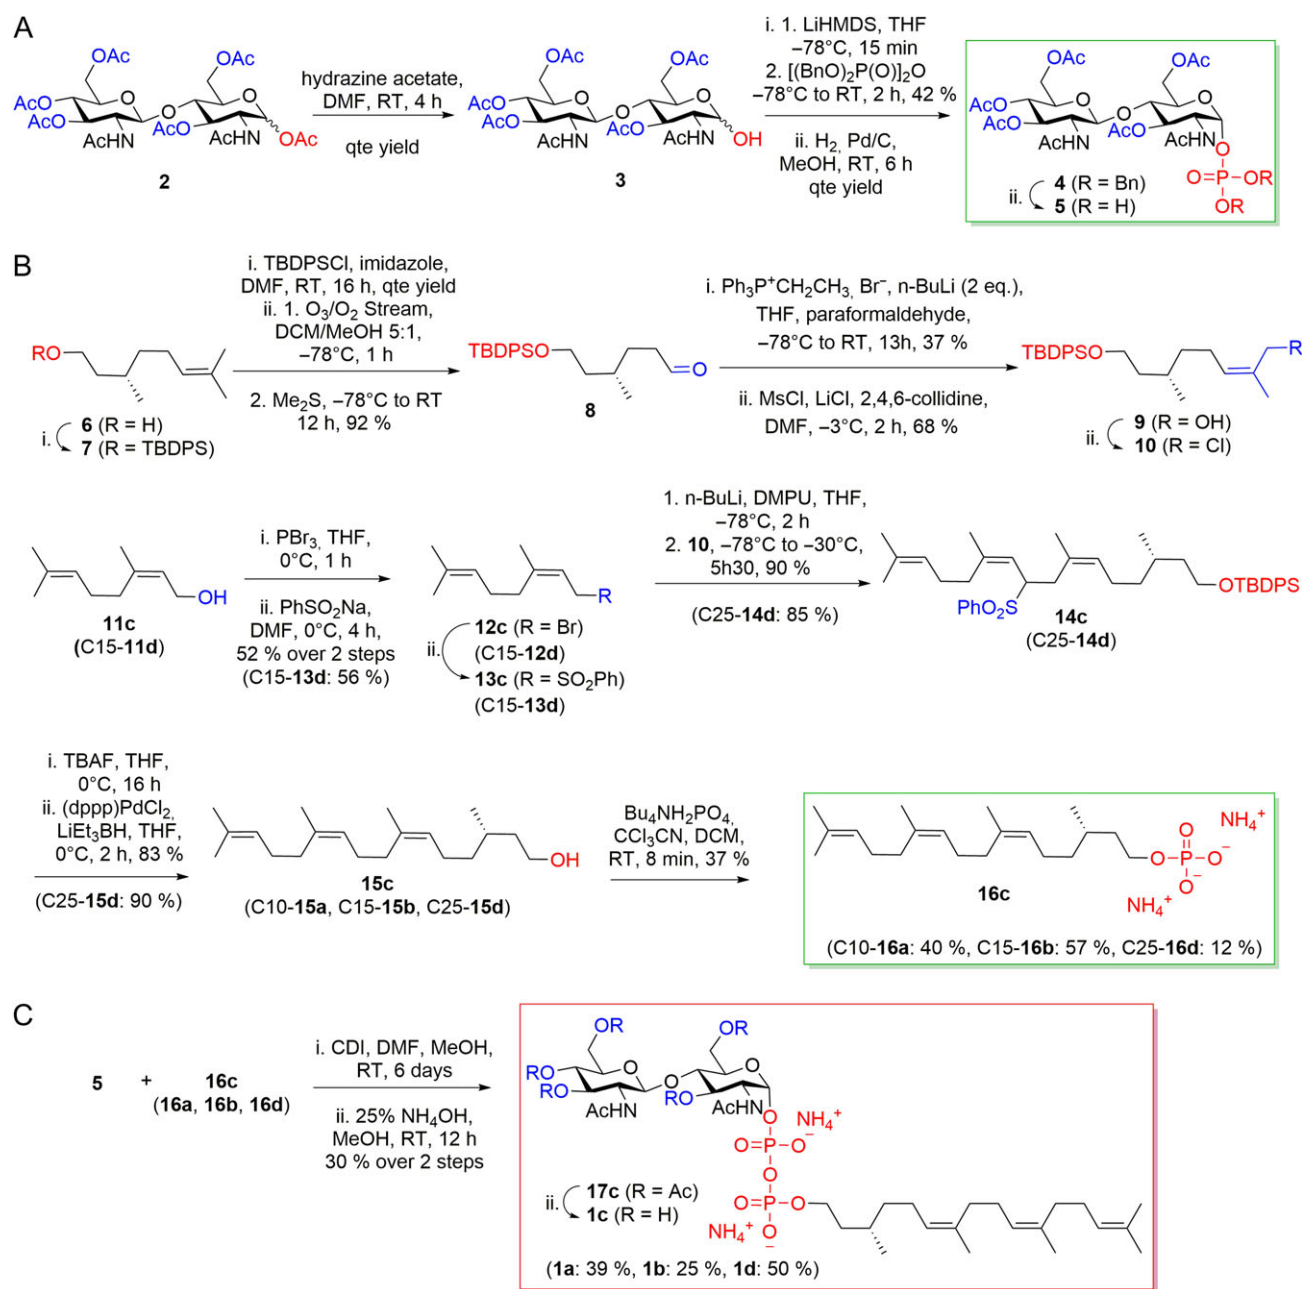 A
OAc
OAc
AcO
AcO
AcHN
O
O
O
AcO
AcHN
OAc
2
hydrazine acetate,
DMF, RT, 4 h
qte yield
OAc
OAc
AcO
AcO
AcHN
O
O
O
AcO
AcHN
OH
3
i. 1. LiHMDS, THF
–78°C, 15 min
2. [(BnO)₂P(O)]₂O
–78°C to RT, 2 h, 42 %
ii. H₂, Pd/C,
MeOH, RT, 6 h
qte yield
OAc
OAc
AcO
AcO
AcHN
O
O
O
AcO
AcHN
O
O=P–OR
OR
4 (R = Bn)
ii. 5 (R = H)
B
RO
6 (R = H)
i. 7 (R = TBDPS)
i. TBDPSCl, imidazole,
DMF, RT, 16 h, qte yield
ii. 1. O₃/O₂ Stream,
DCM/MeOH 5:1,
–78°C, 1 h
2. Me₂S, –78°C to RT
12 h, 92 %
TBDPSO
O
8
i. Ph₃P⁺CH₂CH₃, Br⁻, n-BuLi (2 eq.),
THF, paraformaldehyde,
–78°C to RT, 13h, 37 %
ii. MsCl, LiCl, 2,4,6-collidine,
DMF, –3°C, 2 h, 68 %
TBDPSO
R
9 (R = OH)
ii. 10 (R = Cl)
OH
11c
(C15-11d)
i. PBr₃, THF,
0°C, 1 h
ii. PhSO₂Na,
DMF, 0°C, 4 h,
52 % over 2 steps
(C15-13d: 56 %)
R
12c (R = Br)
(C15-12d)
ii.
13c (R = SO₂Ph)
(C15-13d)
1. n-BuLi, DMPU, THF,
–78°C, 2 h
2. 10, –78°C to –30°C,
5h30, 90 %
(C25-14d: 85 %)
PhO₂S
OTBDPS
14c
(C25-14d)
i. TBAF, THF,
0°C, 16 h
ii. (dppp)PdCl₂,
LiEt₃BH, THF,
0°C, 2 h, 83 %
(C25-15d: 90 %)
OH
15c
(C10-15a, C15-15b, C25-15d)
Bu₄NH₂PO₄,
CCl₃CN, DCM,
RT, 8 min, 37 %
O
O–P–O⁻
O⁻
NH₄⁺
NH₄⁺
16c
(C10-16a: 40 %, C15-16b: 57 %, C25-16d: 12 %)
C
5 + 16c
(16a, 16b, 16d)
i. CDI, DMF, MeOH,
RT, 6 days
ii. 25% NH₄OH,
MeOH, RT, 12 h
30 % over 2 steps
OR
OR
RO
RO
AcHN
O
O
O
RO
AcHN
O
NH₄⁺
O=P–O⁻
O
O=P–O
NH₄⁺
O⁻
17c (R = Ac)
ii. 1c (R = H)
(1a: 39 %, 1b: 25 %, 1d: 50 %)